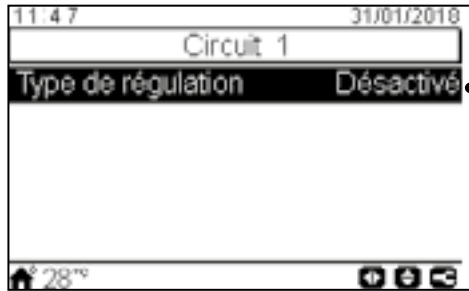 11:47 31/01/2018
Circuit 1
Type de régulation Désactivé
28°C